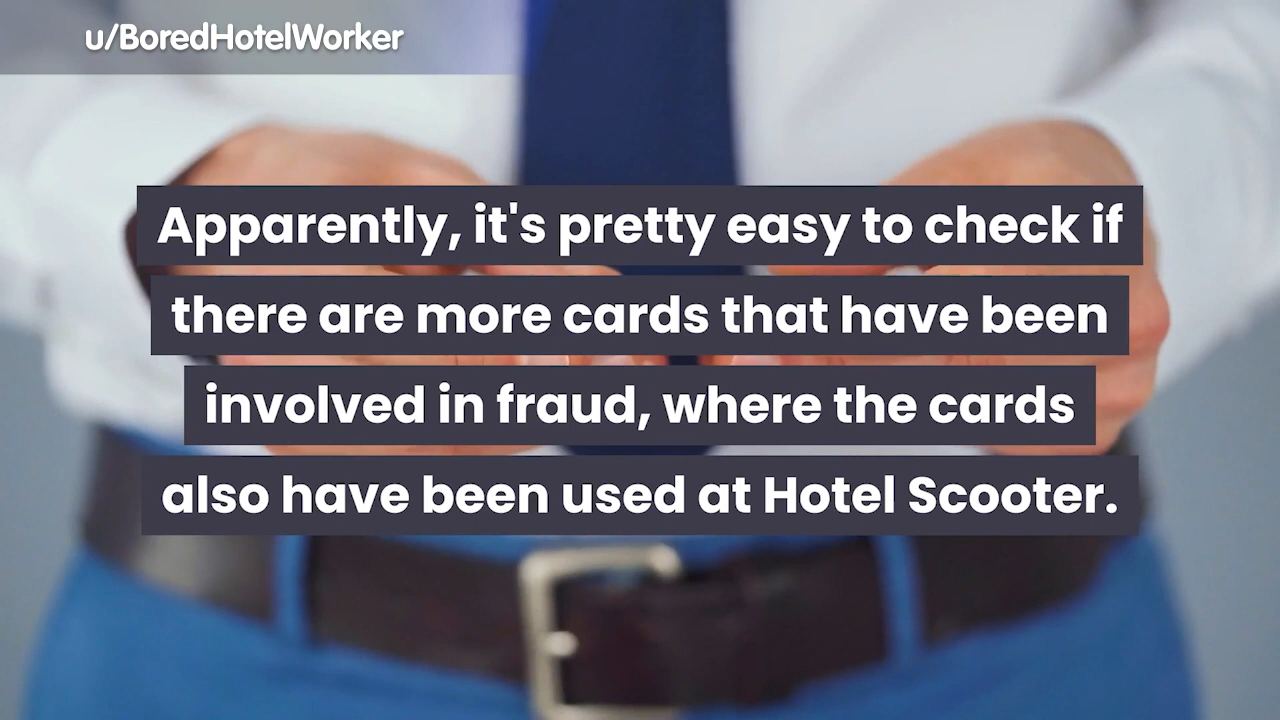 u/BoredHotelWorker
Apparently, it's pretty easy to check if
there are more cards that have been
involved in fraud, where the cards
also have been used at Hotel Scooter.